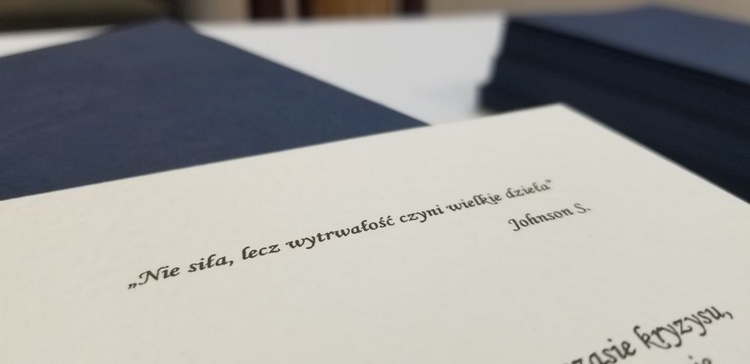 „Nie siła, lecz wytrwałość czyni wielkie dzieła"
Johnson S.
kryzysu,